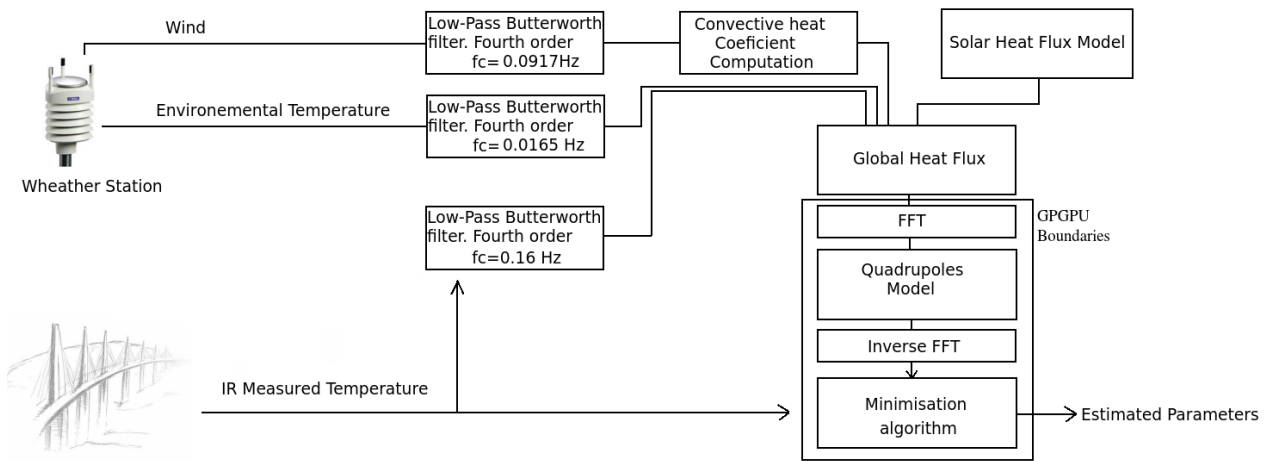 Wind
Low-Pass Butterworth
filter. Fourth order
fc= 0.0917Hz
Convective heat
Coeficient
Computation
Solar Heat Flux Model
Environemental Temperature
Low-Pass Butterworth
filter. Fourth order
fc= 0.0165 Hz
Global Heat Flux
Wheather Station
Low-Pass Butterworth
filter. Fourth order
fc=0.16 Hz
FFT
GPGPU
Boundaries
Quadrupoles
Model
Inverse FFT
IR Measured Temperature
Minimisation
algorithm
Estimated Parameters